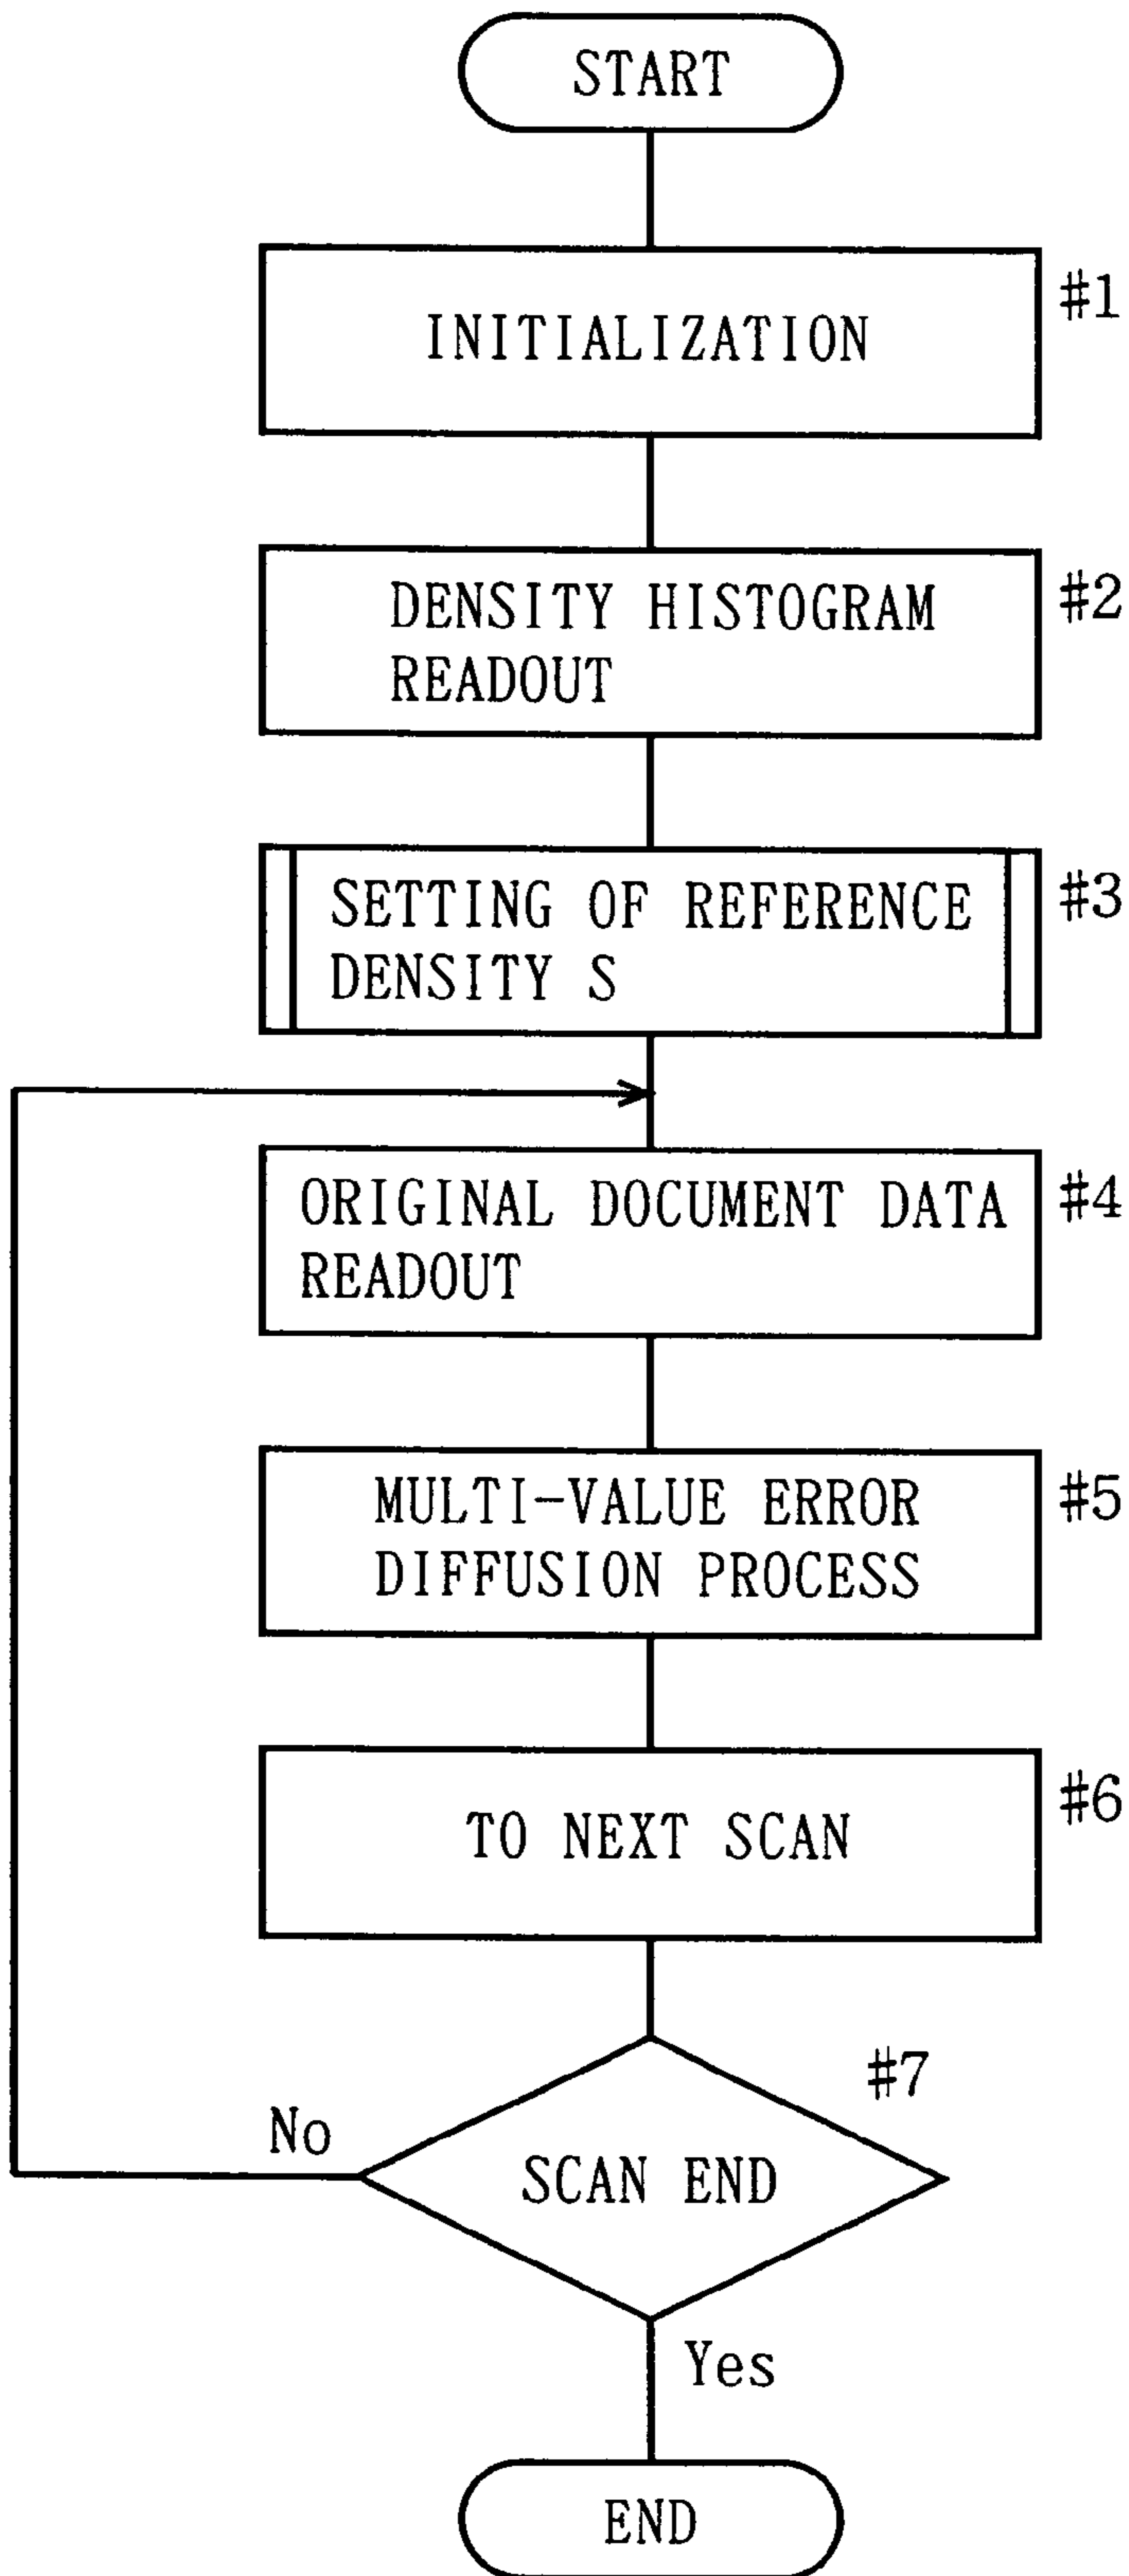 START
INITIALIZATION
#1
DENSITY HISTOGRAM
READOUT
#2
SETTING OF REFERENCE
DENSITY S
#3
ORIGINAL DOCUMENT DATA
READOUT
#4
MULTI-VALUE ERROR
DIFFUSION PROCESS
#5
TO NEXT SCAN
#6
#7
No
SCAN END
Yes
END